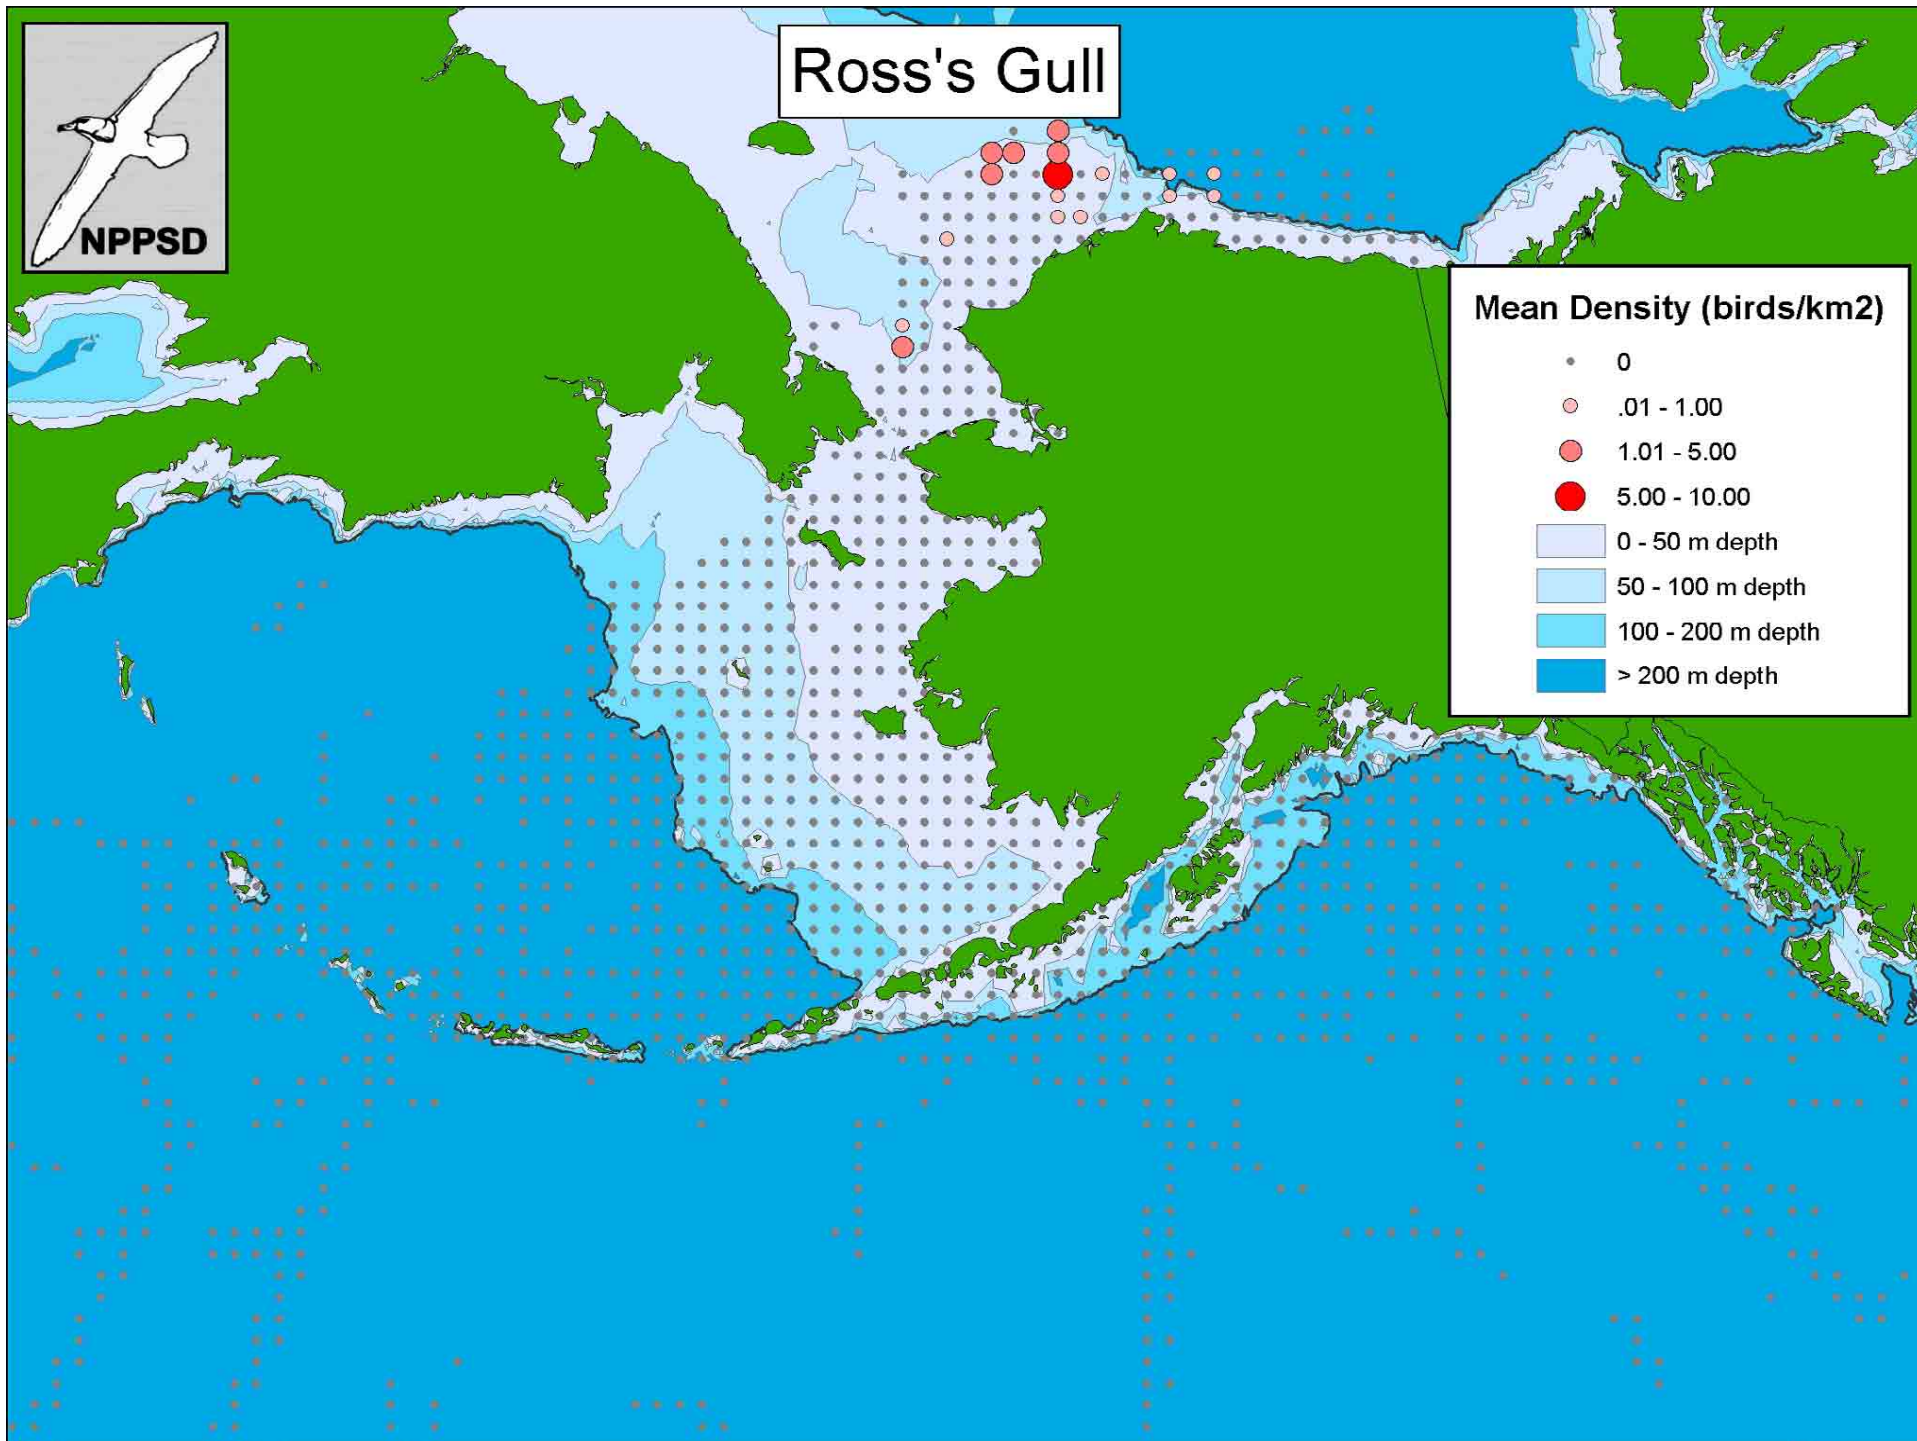 Ross's Gull
NPPSD
Mean Density (birds/km2)
0
.01 - 1.00
1.01 - 5.00
5.00 - 10.00
0 - 50 m depth
50 - 100 m depth
100 - 200 m depth
> 200 m depth